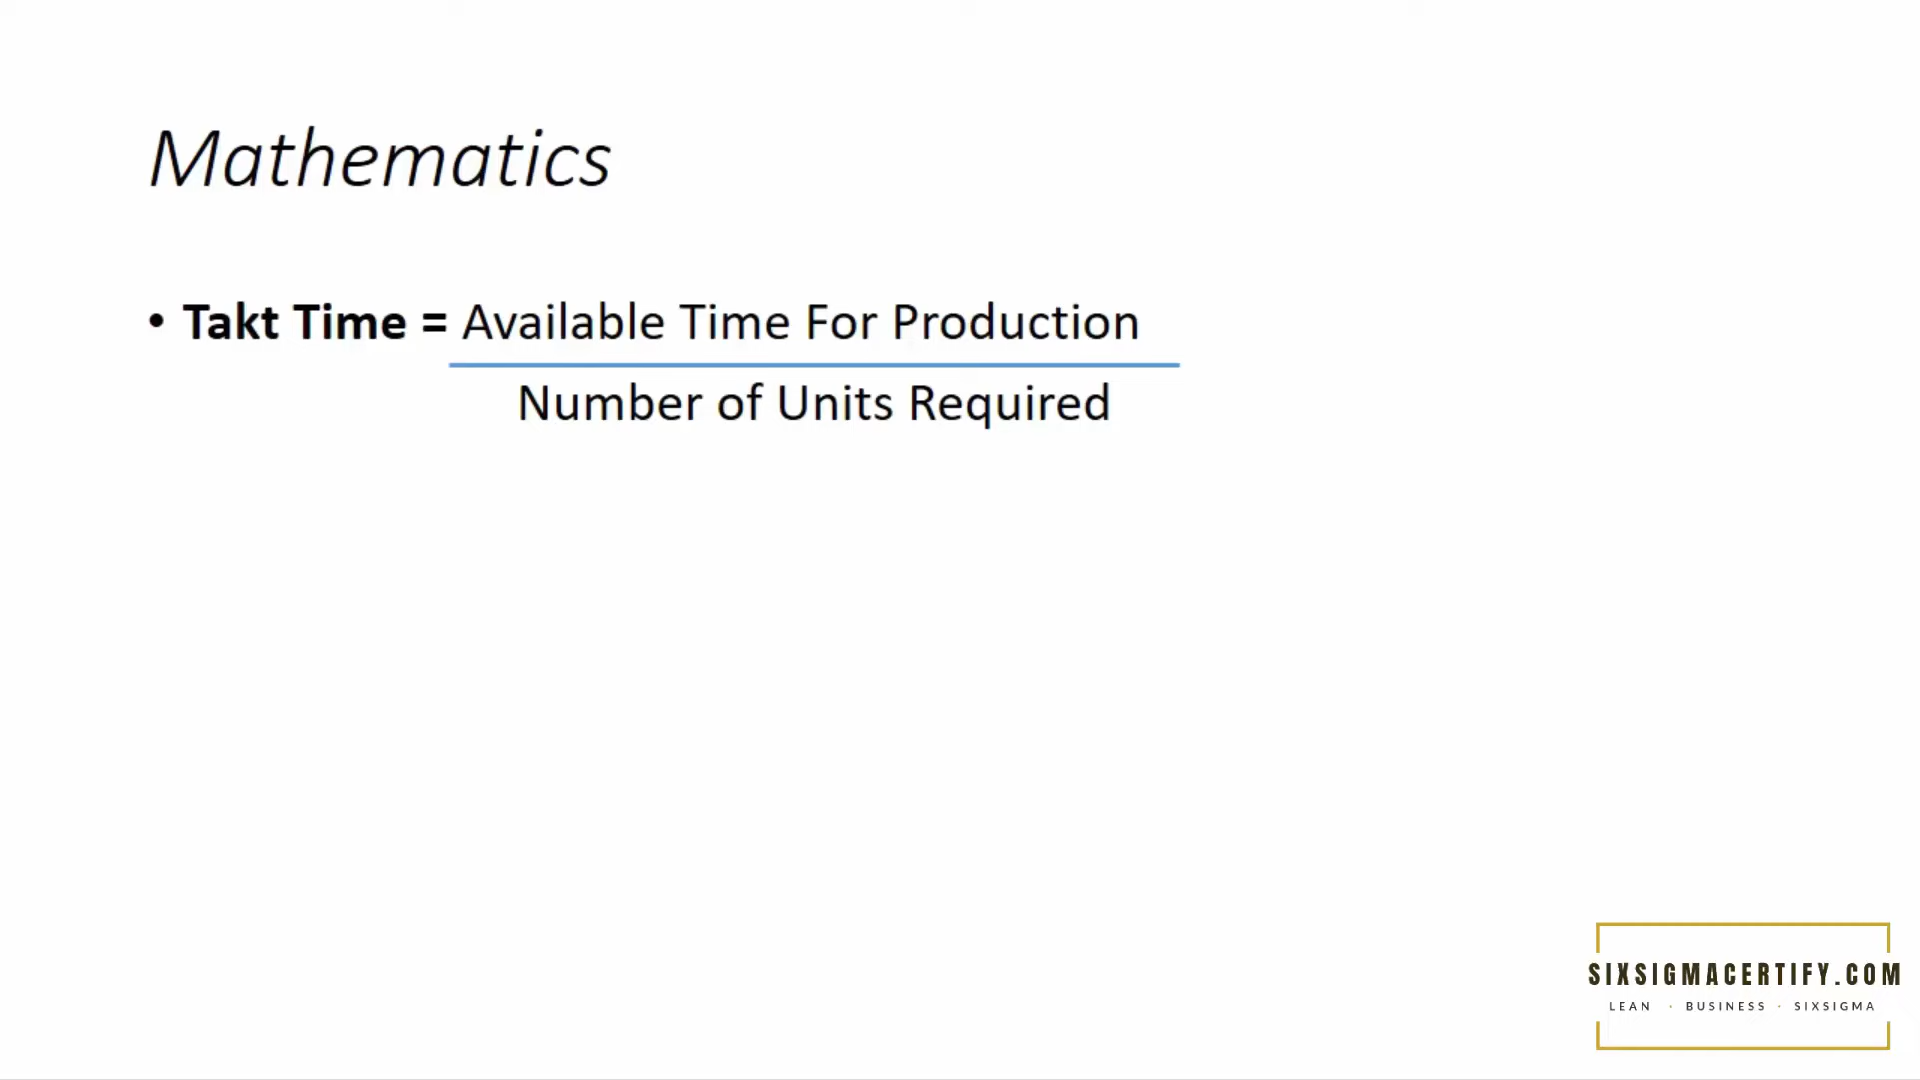 Mathematics
• Takt Time = Available Time For Production
Number of Units Required
SIXSIGMACERTIFY.COM
LEAN · BUSINESS · SIXSIGMA